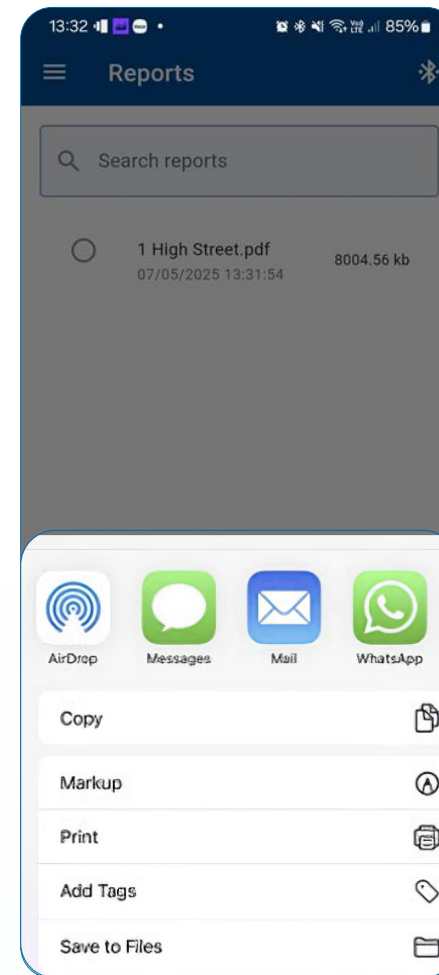 13:32
85%
Reports
Search reports
1 High Street.pdf
8004.56 kb
07/05/2025 13:31:54
AirDrop Messages Mail WhatsApp
Copy
Markup
Print
Add Tags
Save to Files